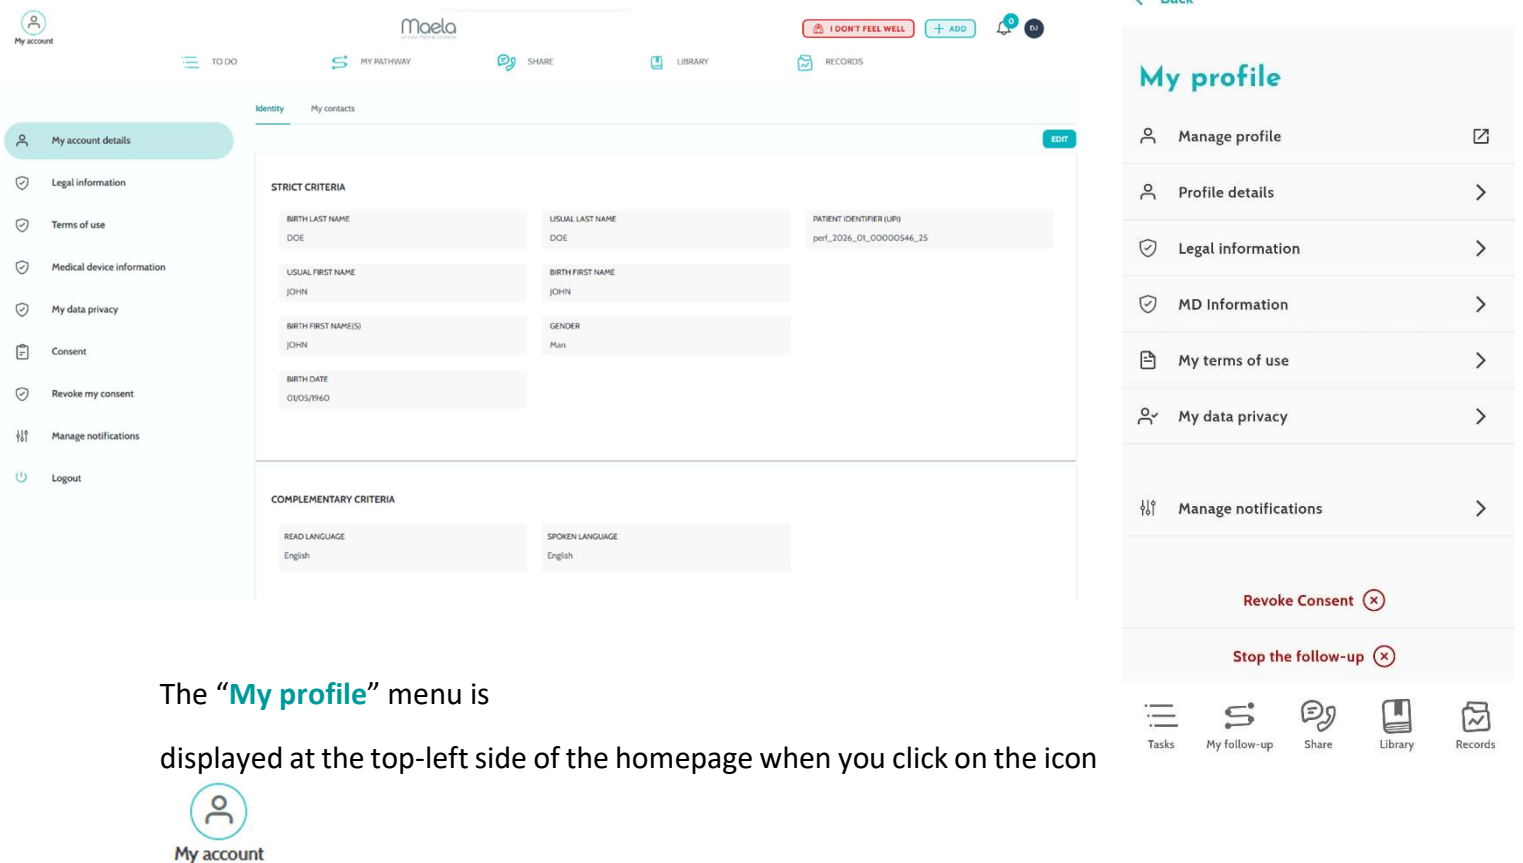 My account
Maela
I DON'T FEEL WELL
+ ADD
0
DJ
TO DO
MY PATHWAY
SHARE
LIBRARY
RECORDS
My account details
Legal information
Terms of use
Medical device information
My data privacy
Consent
Revoke my consent
Manage notifications
Logout
Identity
My contacts
EDIT
STRICT CRITERIA
BIRTH LAST NAME
DOE
USUAL LAST NAME
DOE
PATIENT IDENTIFIER (UPI)
perf_2026_01_00000546_25
USUAL FIRST NAME
JOHN
BIRTH FIRST NAME
JOHN
BIRTH FIRST NAME(S)
JOHN
GENDER
Man
BIRTH DATE
01/05/1960
COMPLEMENTARY CRITERIA
READ LANGUAGE
English
SPOKEN LANGUAGE
English
Back
My profile
Manage profile
Profile details
Legal information
MD Information
My terms of use
My data privacy
Manage notifications
Revoke Consent
Stop the follow-up
Tasks
My follow-up
Share
Library
Records
The “My profile” menu is
displayed at the top-left side of the homepage when you click on the icon
My account